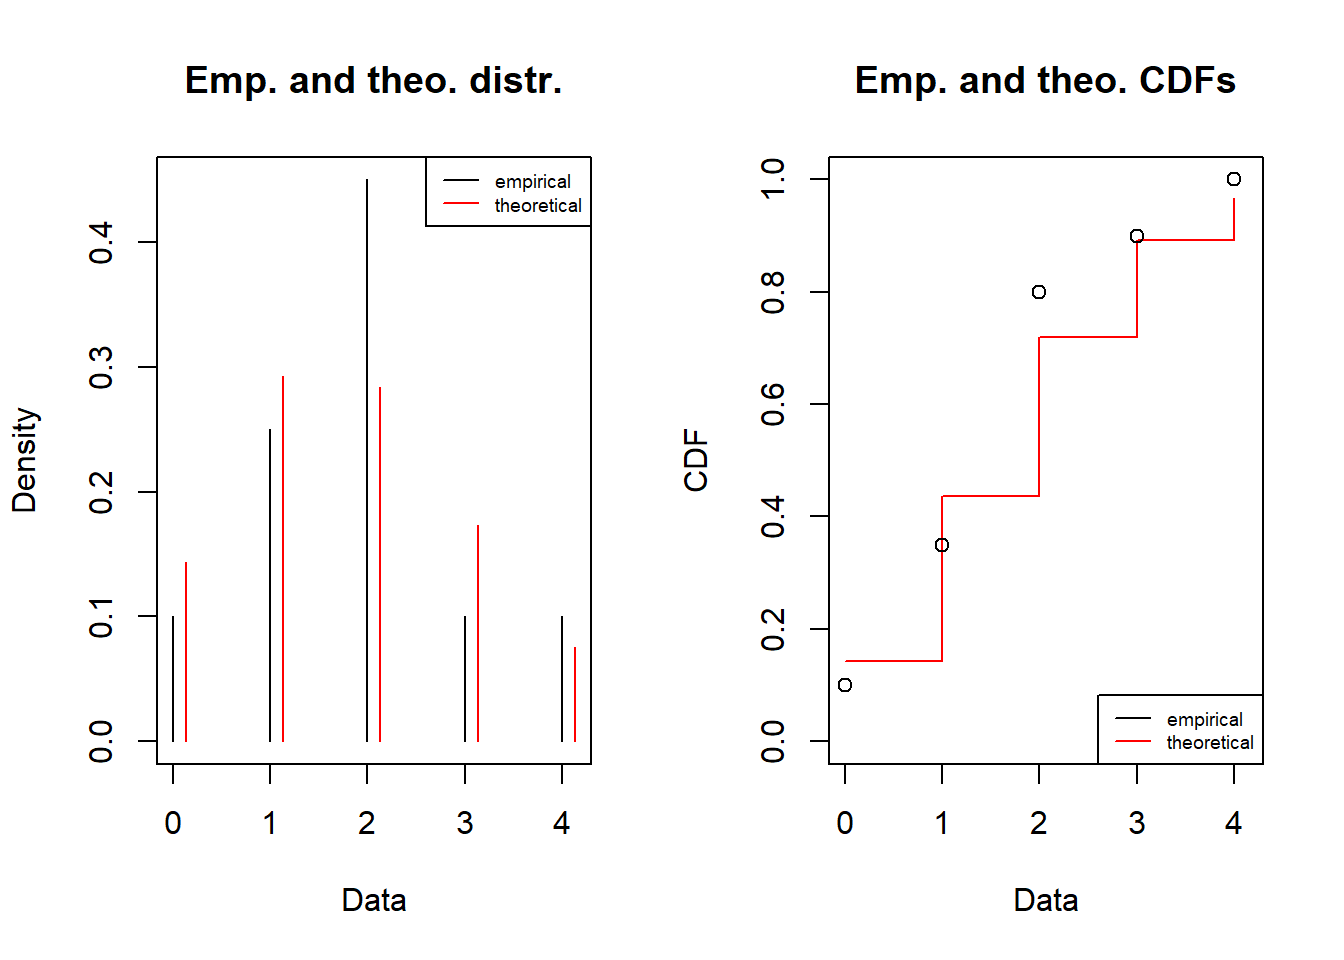 Emp. and theo. distr.
empirical
theoretical
0.4
0.3
0.2
0.1
0.0
Density
0 1 2 3 4
Data
Emp. and theo. CDFs
1.0
0.8
0.6
0.4
0.2
0.0
CDF
empirical
theoretical
0 1 2 3 4
Data